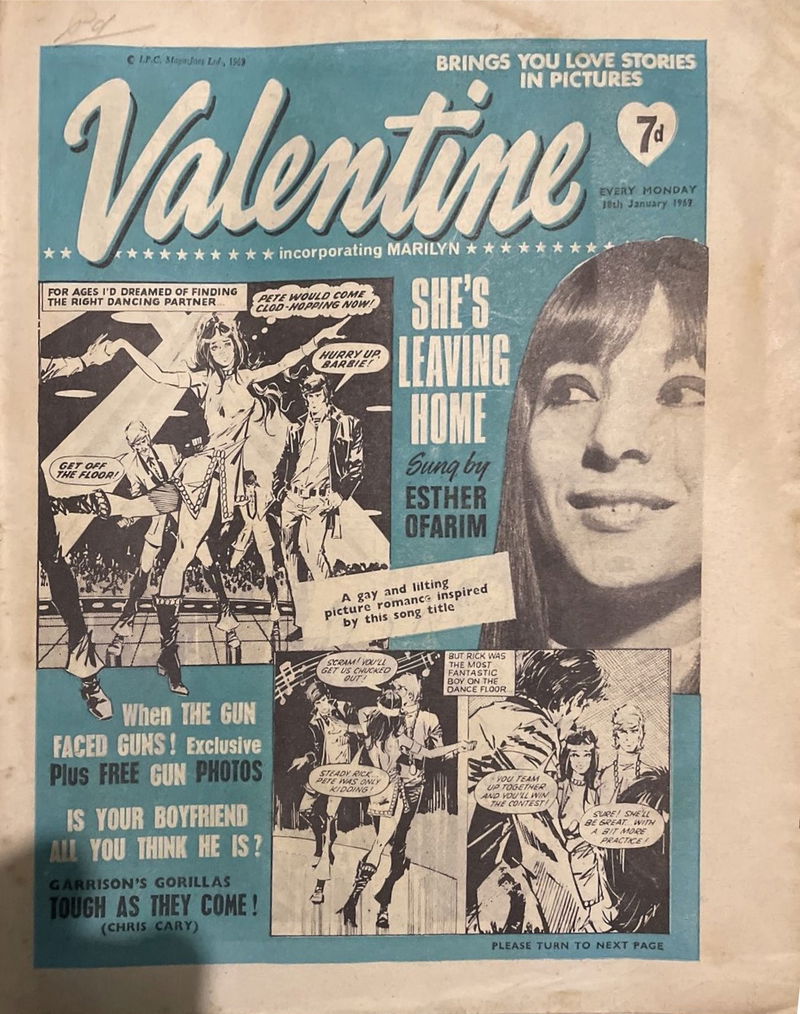 © I.P.C. Magazines Ltd., 1969
BRINGS YOU LOVE STORIES
IN PICTURES
Valentine
7d
EVERY MONDAY
18th January 1969
incorporating MARILYN
FOR AGES I'D DREAMED OF FINDING
THE RIGHT DANCING PARTNER...
PETE WOULD COME
CLOD-HOPPING NOW!
HURRY UP,
BARBIE!
GET OFF
THE FLOOR!
SHE'S
LEAVING
HOME
Sung by
ESTHER
OFARIM
A gay and lilting
picture romance inspired
by this song title
When THE GUN
FACED GUNS! Exclusive
Plus FREE GUN PHOTOS
IS YOUR BOYFRIEND
ALL YOU THINK HE IS?
GARRISON'S GORILLAS
TOUGH AS THEY COME!
(CHRIS CARY)
SCRAM! YOU'LL
GET US CHUCKED
OUT!
STEADY RICK...
PETE WAS ONLY
KIDDING!
BUT RICK WAS
THE MOST
FANTASTIC
BOY ON THE
DANCE FLOOR
YOU TEAM
UP TOGETHER
AND YOU'LL WIN
THE CONTEST!
SURE! SHE'LL
BE GREAT.. WITH
A BIT MORE
PRACTICE!
PLEASE TURN TO NEXT PAGE